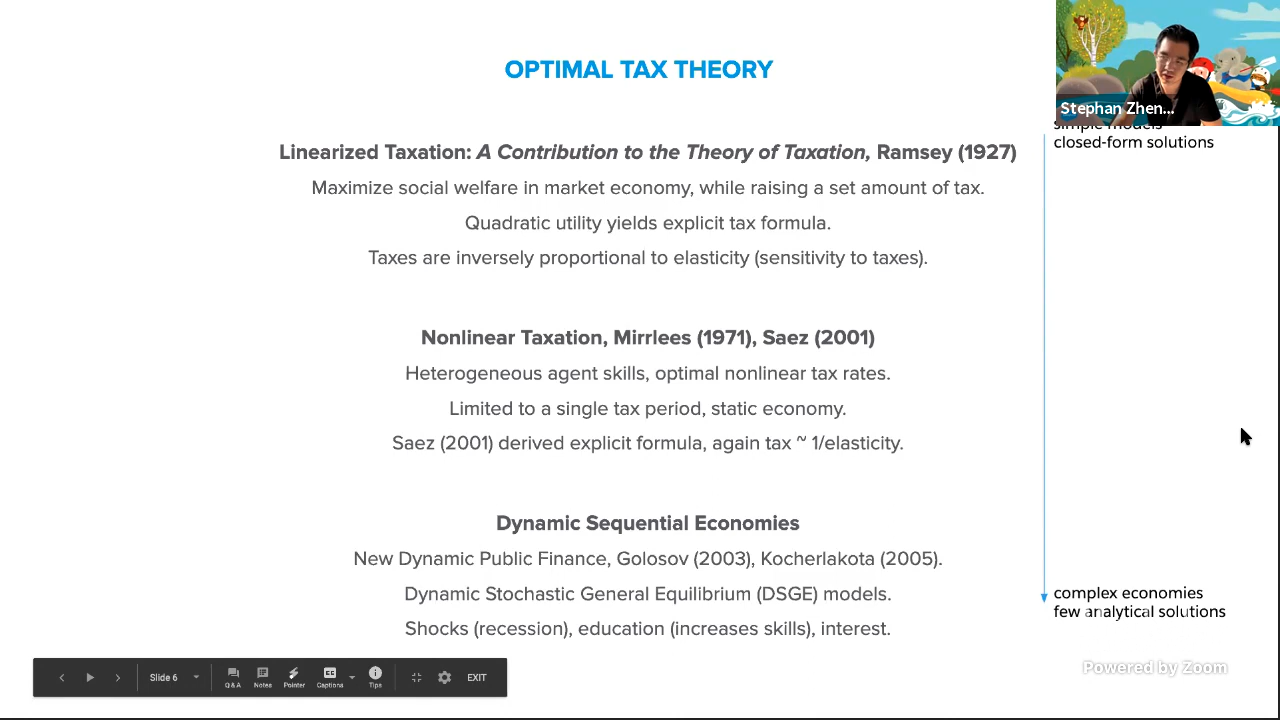 OPTIMAL TAX THEORY
Stephan Zhen...
simple models
closed-form solutions
Linearized Taxation: A Contribution to the Theory of Taxation, Ramsey (1927)
Maximize social welfare in market economy, while raising a set amount of tax.
Quadratic utility yields explicit tax formula.
Taxes are inversely proportional to elasticity (sensitivity to taxes).
Nonlinear Taxation, Mirrlees (1971), Saez (2001)
Heterogeneous agent skills, optimal nonlinear tax rates.
Limited to a single tax period, static economy.
Saez (2001) derived explicit formula, again tax ~ 1/elasticity.
Dynamic Sequential Economies
New Dynamic Public Finance, Golosov (2003), Kocherlakota (2005).
Dynamic Stochastic General Equilibrium (DSGE) models.
Shocks (recession), education (increases skills), interest.
complex economies
few analytical solutions
Slide 6
Q & A
Notes
Pointer
CC
Captions
Tips
EXIT
Powered by Zoom